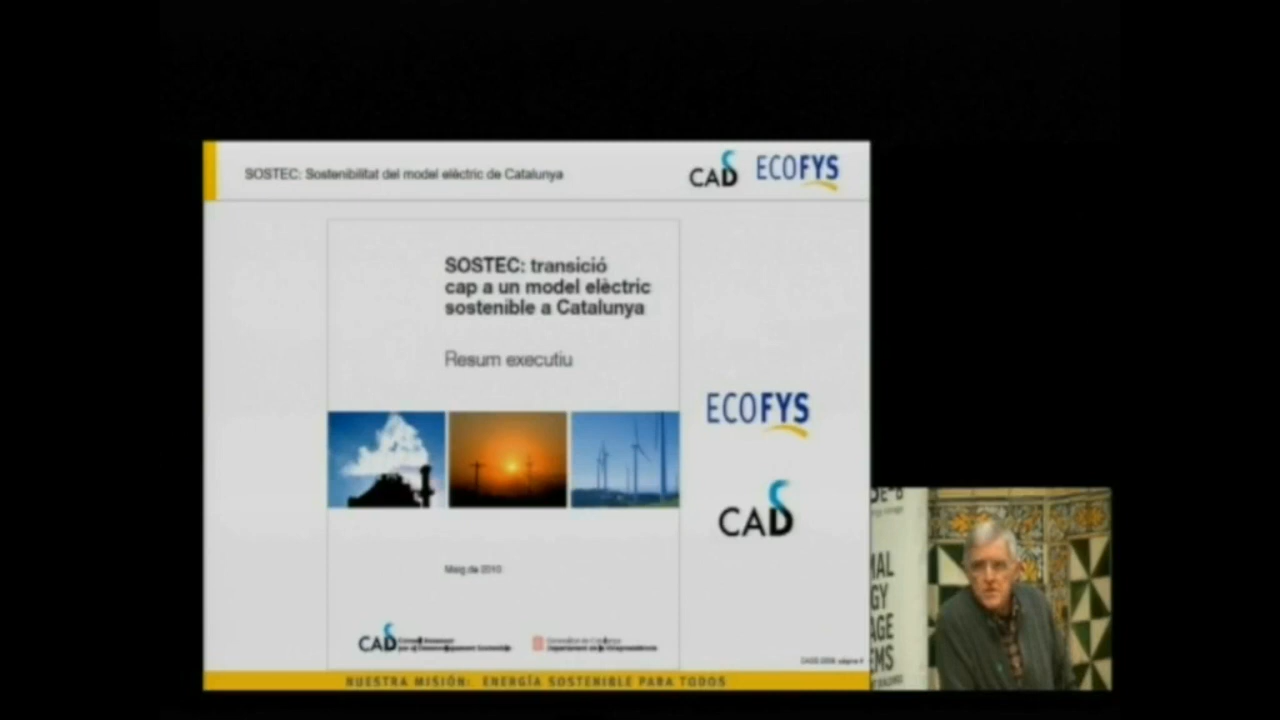 SOSTEC: Sostenibilitat del model elèctric de Catalunya
CADS ECOFYS
SOSTEC: transició
cap a un model elèctric
sostenible a Catalunya
Resum executiu
ECOFYS
CADS
Maig de 2010
CADS
NUESTRA MISIÓN: ENERGÍA SOSTENIBLE PARA TODOS